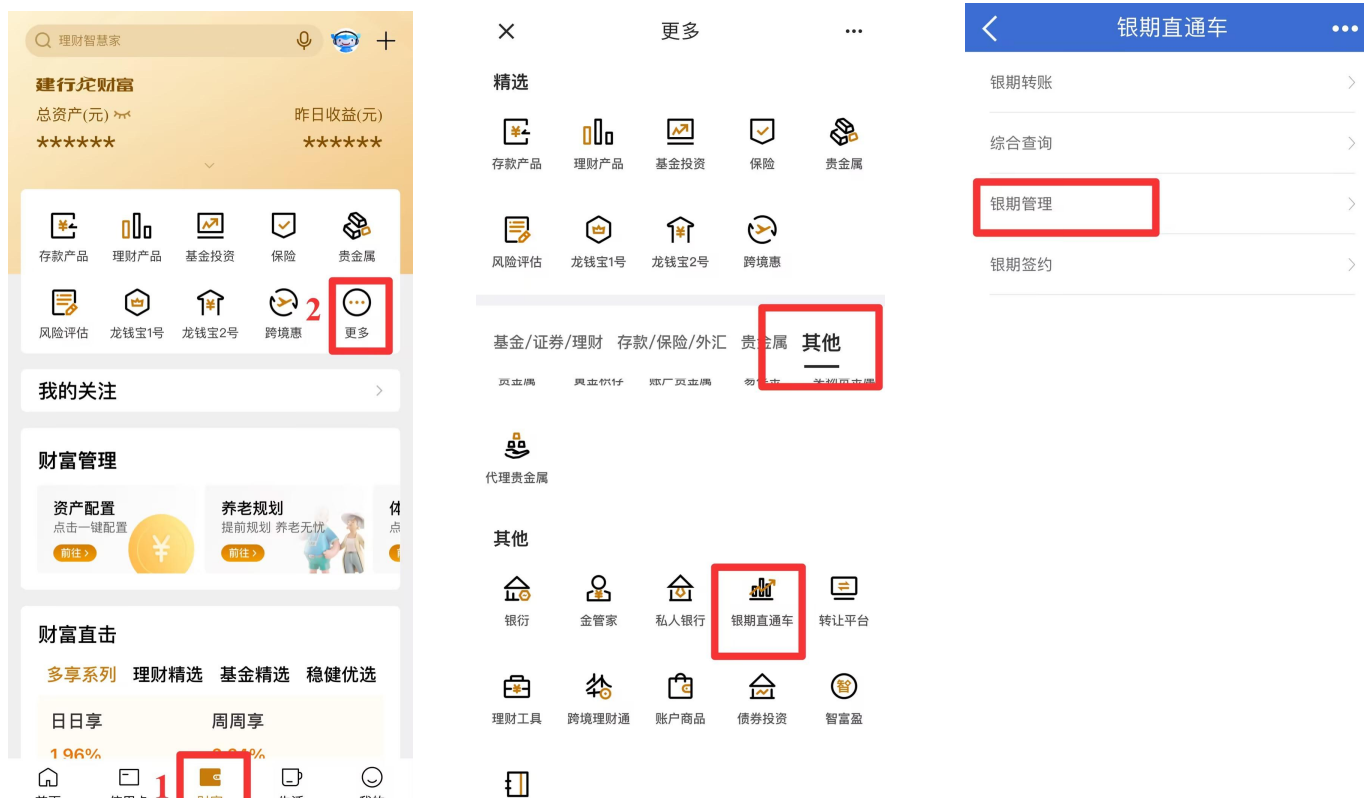 理财智慧家
建行龙财富
总资产(元)
昨日收益(元)
******
******
存款产品
理财产品
基金投资
保险
贵金属
风险评估
龙钱宝1号
龙钱宝2号
跨境惠
2
更多
我的关注
财富管理
资产配置
点击一键配置
前往
养老规划
提前规划 养老无忧
前往
财富直击
多享系列
理财精选
基金精选
稳健优选
日日享
周周享
1.96%
1
更多
精选
存款产品
理财产品
基金投资
保险
贵金属
风险评估
龙钱宝1号
龙钱宝2号
跨境惠
基金/证券/理财
存款/保险/外汇
贵金属
其他
代理贵金属
其他
银衍
金管家
私人银行
银期直通车
转让平台
理财工具
跨境理财通
账户商品
债券投资
智富盈
智
银期直通车
银期转账
综合查询
银期管理
银期签约